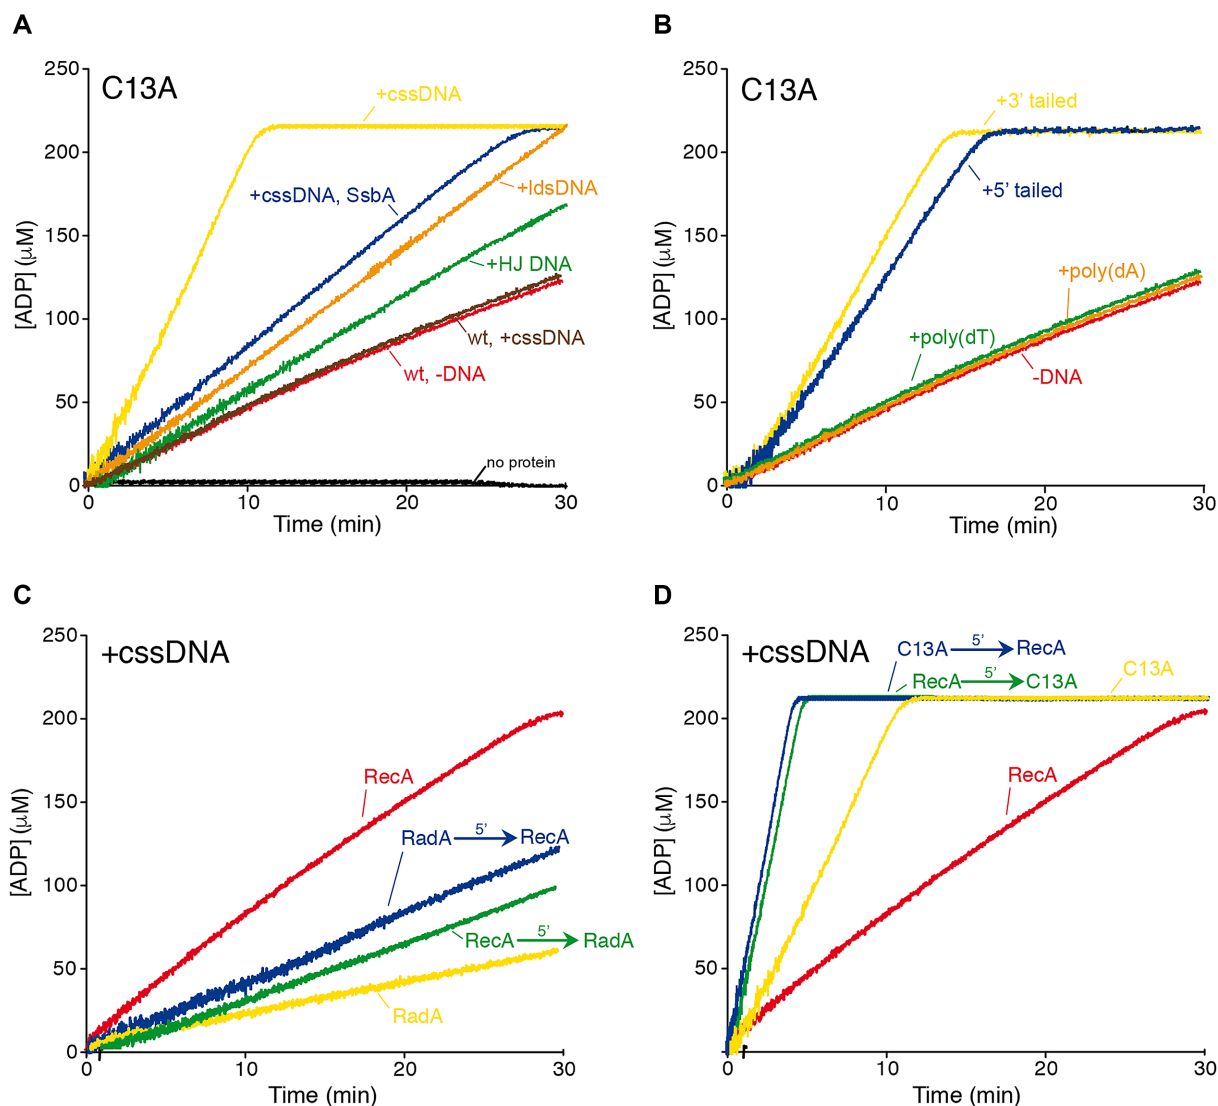 A
C13A
250
200
150
100
50
0
[ADP] (μM)
+cssDNA
+cssDNA, SsbA
+ldsDNA
+HJ DNA
wt, +cssDNA
wt, -DNA
no protein
0 10 20 30
Time (min)
B
C13A
250
200
150
100
50
0
[ADP] (μM)
+3' tailed
+5' tailed
+poly(dA)
+poly(dT)
-DNA
0 10 20 30
Time (min)
C
+cssDNA
250
200
150
100
50
0
[ADP] (μM)
RecA
RadA 5' RecA
RecA 5' RadA
RadA
0 10 20 30
Time (min)
D
+cssDNA
250
200
150
100
50
0
[ADP] (μM)
C13A 5' RecA
RecA 5' C13A
C13A
RecA
0 10 20 30
Time (min)